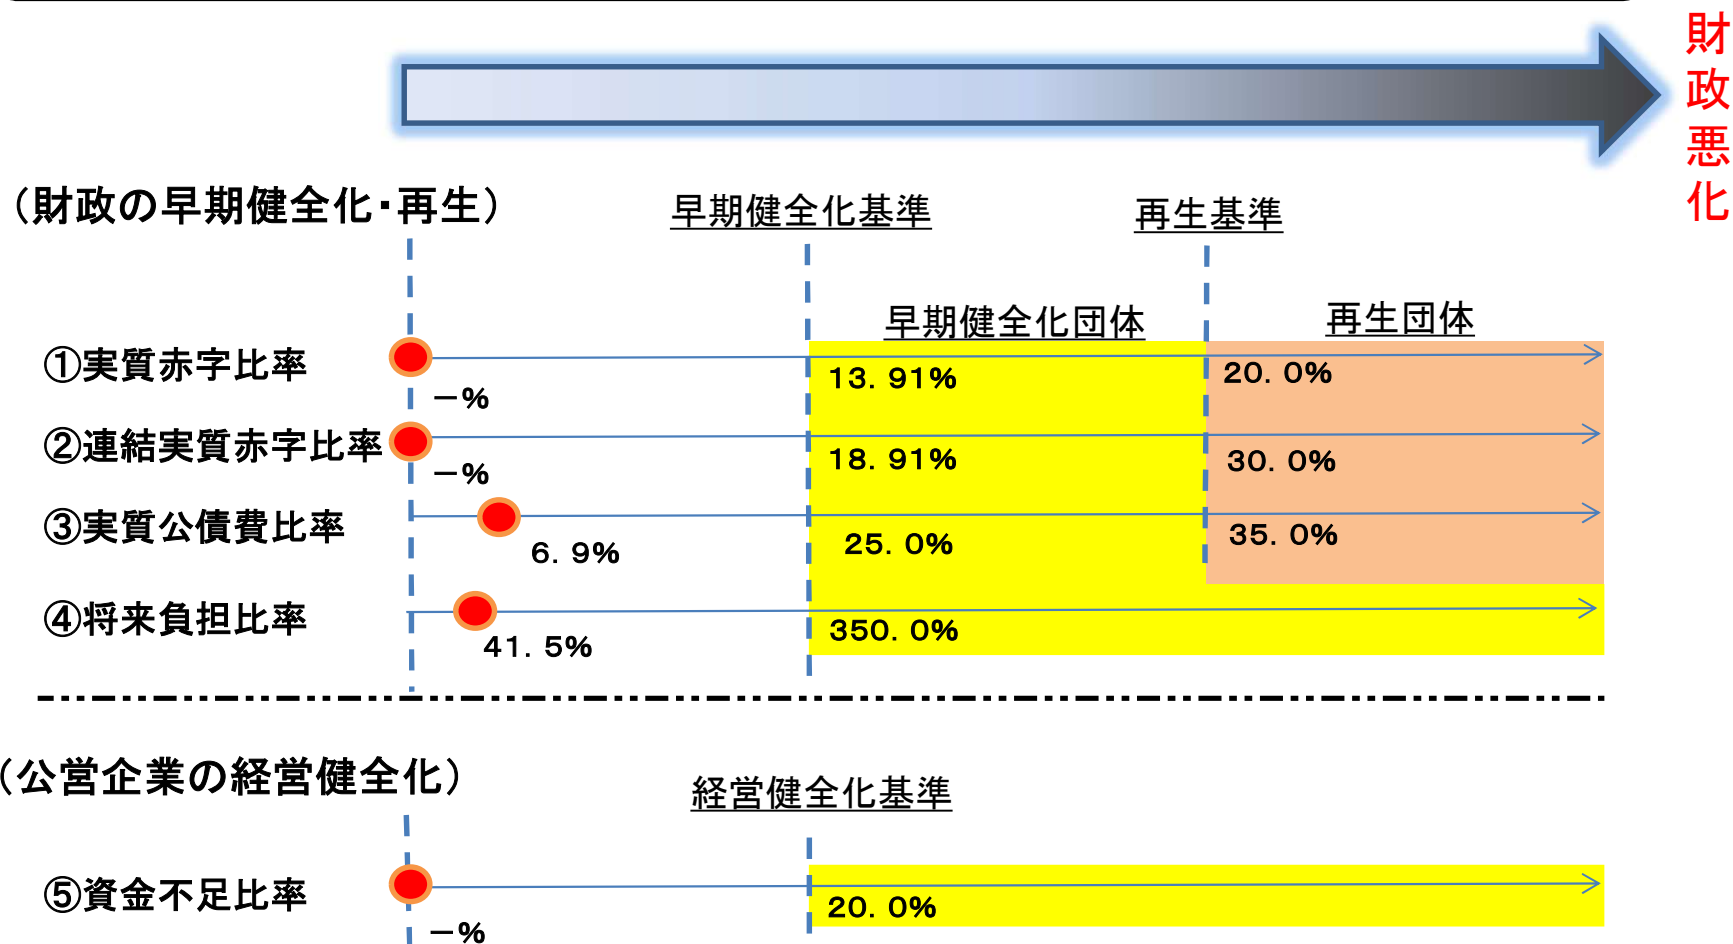 財政悪化
（財政の早期健全化・再生）
早期健全化基準
再生基準
早期健全化団体
再生団体
①実質赤字比率
－％
13．91％
20．0％
②連結実質赤字比率
－％
18．91％
30．0％
③実質公債費比率
6．9％
25．0％
35．0％
④将来負担比率
41．5％
350．0％
（公営企業の経営健全化）
経営健全化基準
⑤資金不足比率
－％
20．0％